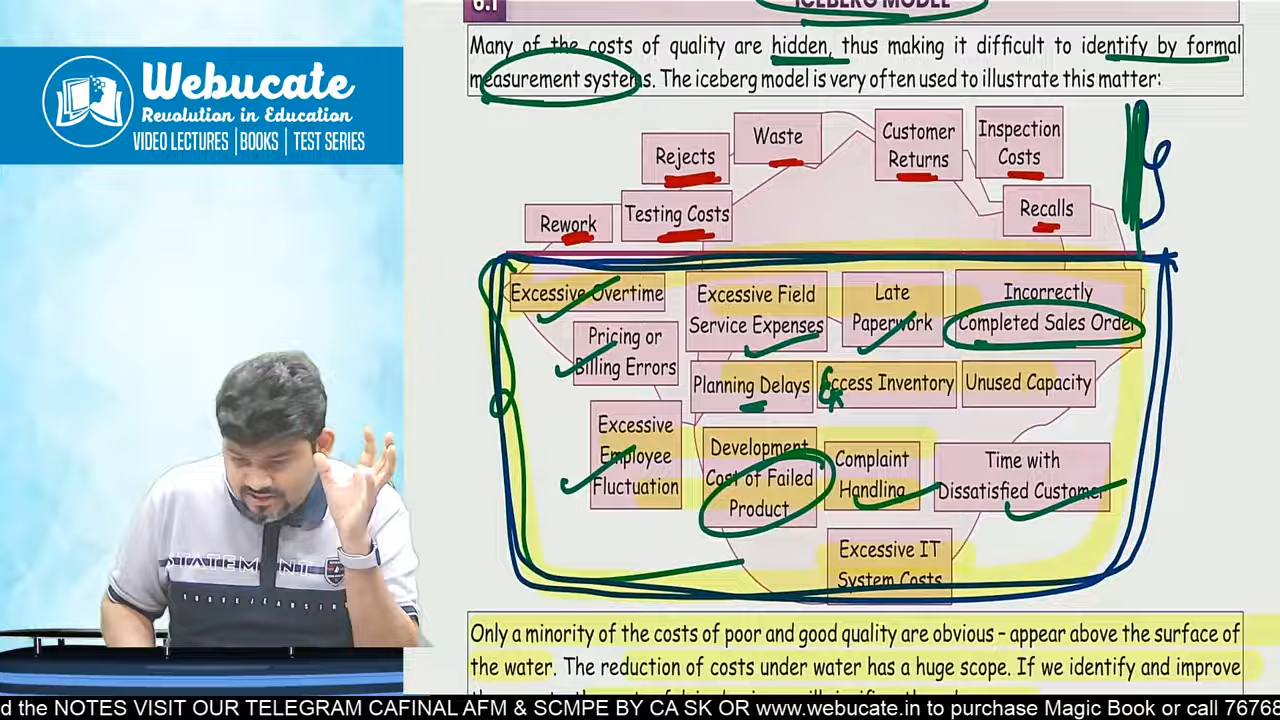 6.1 ICEBERG MODEL
Webucate
Revolution in Education
VIDEO LECTURES |BOOKS | TEST SERIES
Many of the costs of quality are hidden, thus making it difficult to identify by formal
measurement systems. The iceberg model is very often used to illustrate this matter:
Rejects
Waste
Customer
Returns
Inspection
Costs
Rework
Testing Costs
Recalls
Excessive Overtime
Excessive Field
Service Expenses
Late
Paperwork
Incorrectly
Completed Sales Order
Pricing or
Billing Errors
Planning Delays
ccess Inventory
Unused Capacity
Excessive
Employee
Fluctuation
Development
Cost of Failed
Product
Complaint
Handling
Time with
Dissatisfied Customer
Excessive IT
System Costs
STATEMENT
Only a minority of the costs of poor and good quality are obvious – appear above the surface of
the water. The reduction of costs under water has a huge scope. If we identify and improve
d the NOTES VISIT OUR TELEGRAM CAFINAL AFM & SCMPE BY CA SK OR www.webucate.in to purchase Magic Book or call 76768